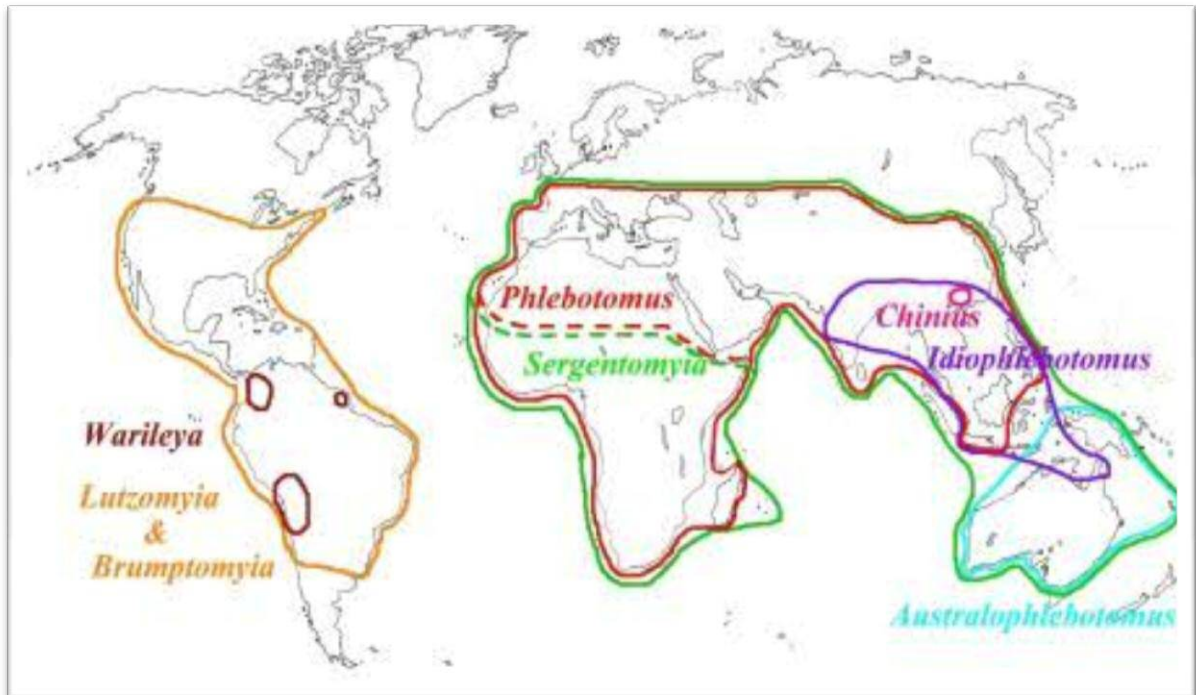 Phlebotomus
Sergentomyia
Chinius
Idiophlebotomus
Warileya
Lutzomyia
&
Brumptomyia
Australophlebotomus